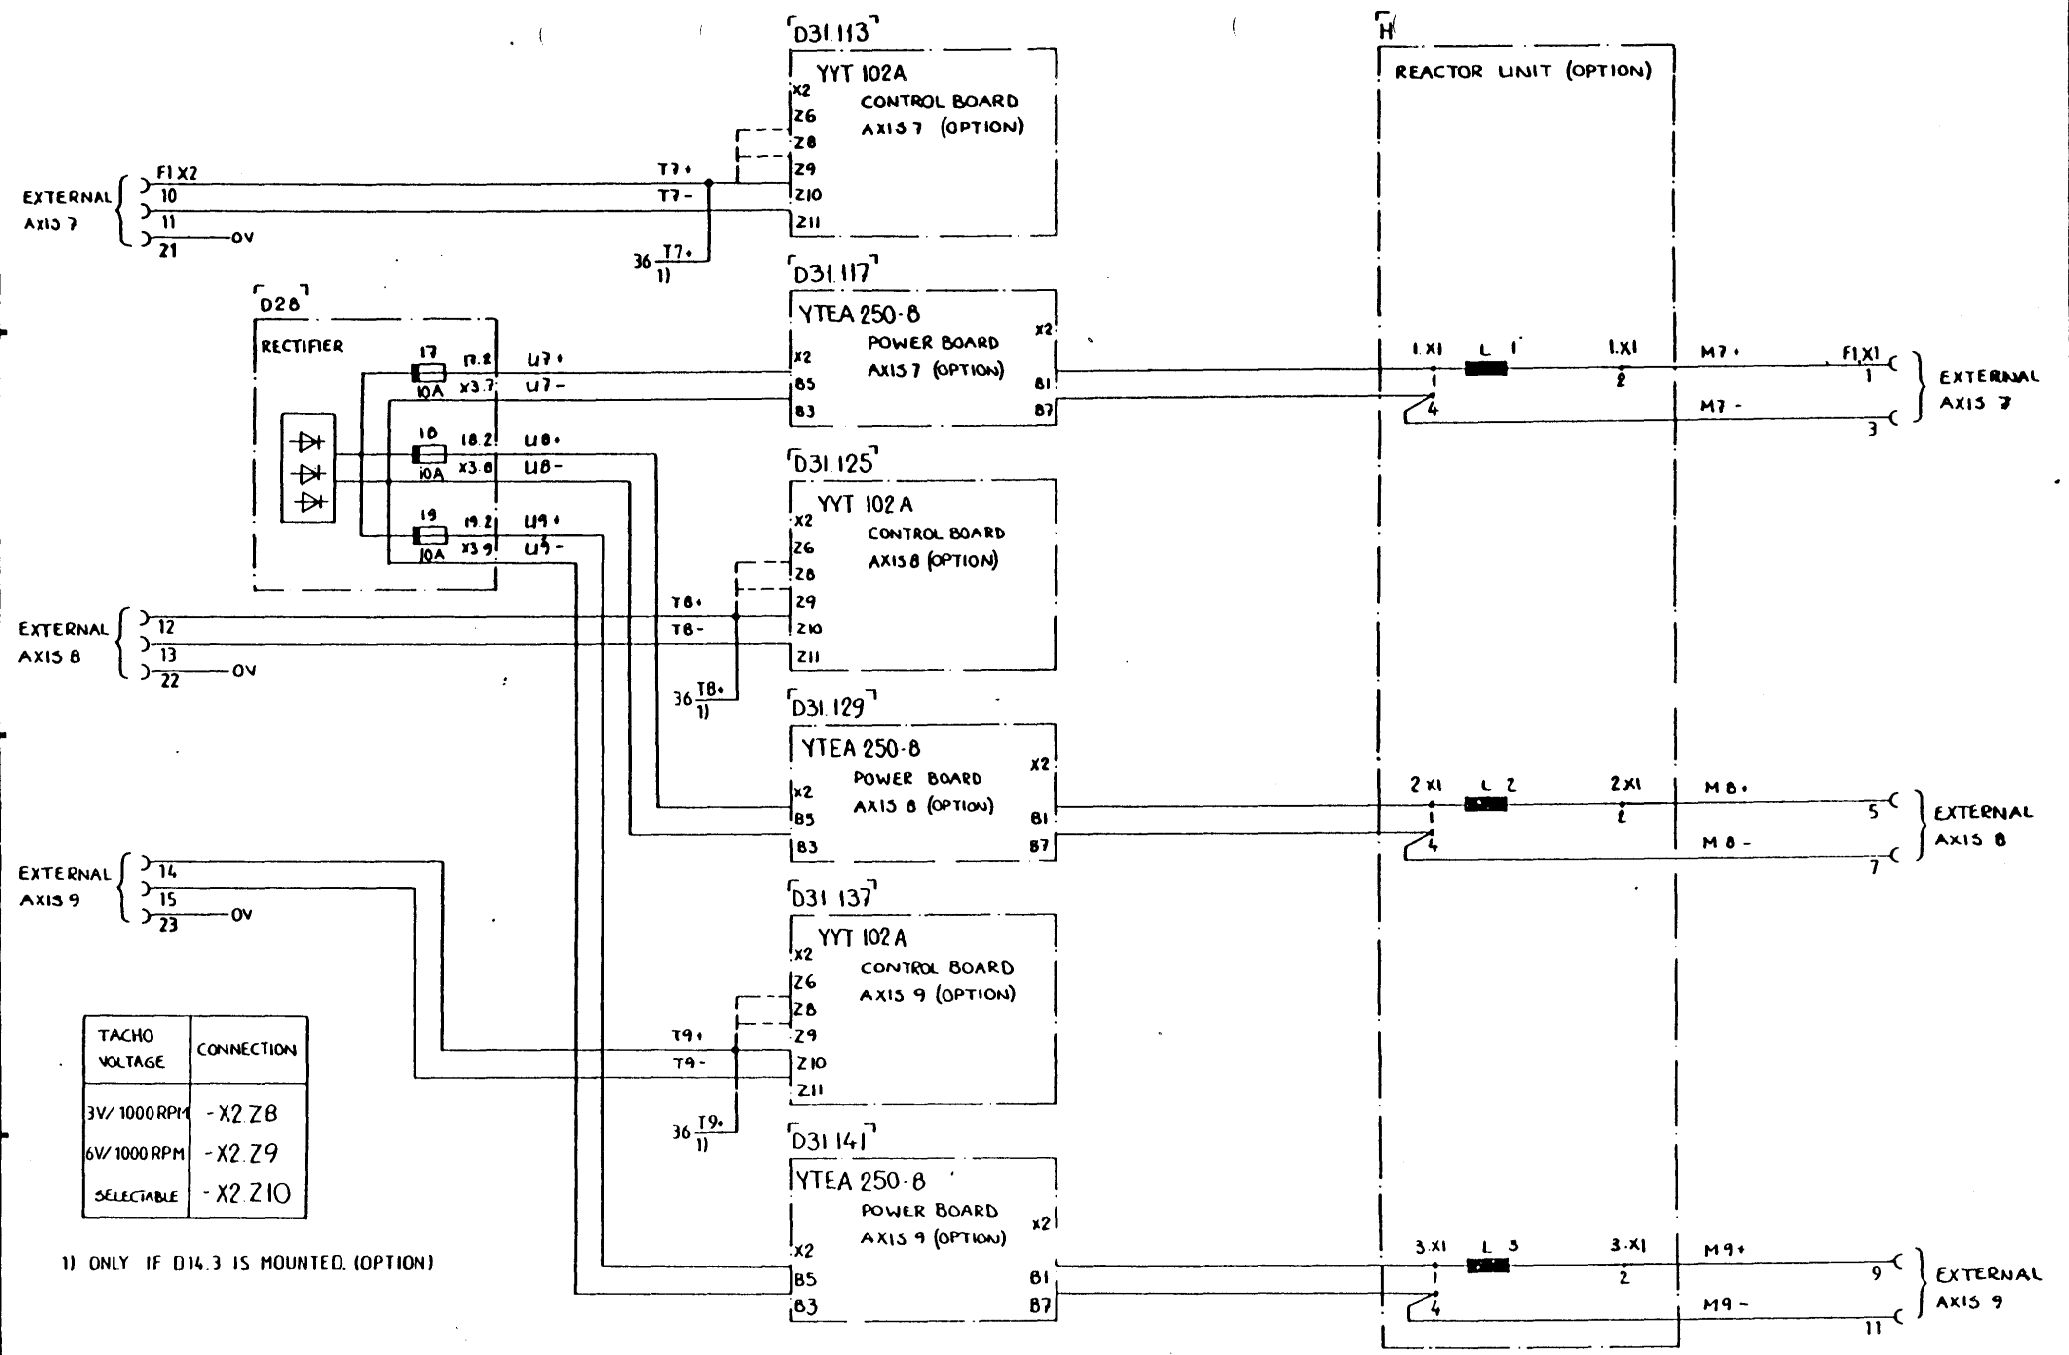 D31.113
YYT 102A
CONTROL BOARD
AXIS 7 (OPTION)
X2
Z6
Z8
Z9
Z10
Z11
EXTERNAL
AXIS 7
F1.X2
10
11
21
0V
T7+
T7-
36 T7+
1)
D31.117
YTEA 250-8
POWER BOARD
AXIS 7 (OPTION)
X2
B5
B3
X2
B1
B7
D28
RECTIFIER
17 17.2 U7+
10A X3.7 U7-
18 18.2 U8+
10A X3.8 U8-
19 19.2 U9+
10A X3.9 U9-
D31.125
YYT 102A
CONTROL BOARD
AXIS 8 (OPTION)
X2
Z6
Z8
Z9
Z10
Z11
EXTERNAL
AXIS 8
12
13
22
0V
T8+
T8-
36 T8+
1)
D31.129
YTEA 250-8
POWER BOARD
AXIS 8 (OPTION)
X2
B5
B3
X2
B1
B7
EXTERNAL
AXIS 9
14
15
23
0V
D31.137
YYT 102A
CONTROL BOARD
AXIS 9 (OPTION)
X2
Z6
Z8
Z9
Z10
Z11
T9+
T9-
36 T9+
1)
D31.141
YTEA 250-8
POWER BOARD
AXIS 9 (OPTION)
X2
B5
B3
X2
B1
B7
H
REACTOR UNIT (OPTION)
1.X1 L 1 1.X1 M7+ F1.X1
2 1
4 M7- 3
EXTERNAL
AXIS 7
2.X1 L 2 2.X1 M8+
2 5
4 M8- 7
EXTERNAL
AXIS 8
3.X1 L 3 3.X1 M9+
2 9
4 M9- 11
EXTERNAL
AXIS 9
TACHO
VOLTAGE
CONNECTION
3V/1000RPM -X2.Z8
6V/1000RPM -X2.Z9
SELECTABLE -X2.Z10
1) ONLY IF D14.3 IS MOUNTED. (OPTION)